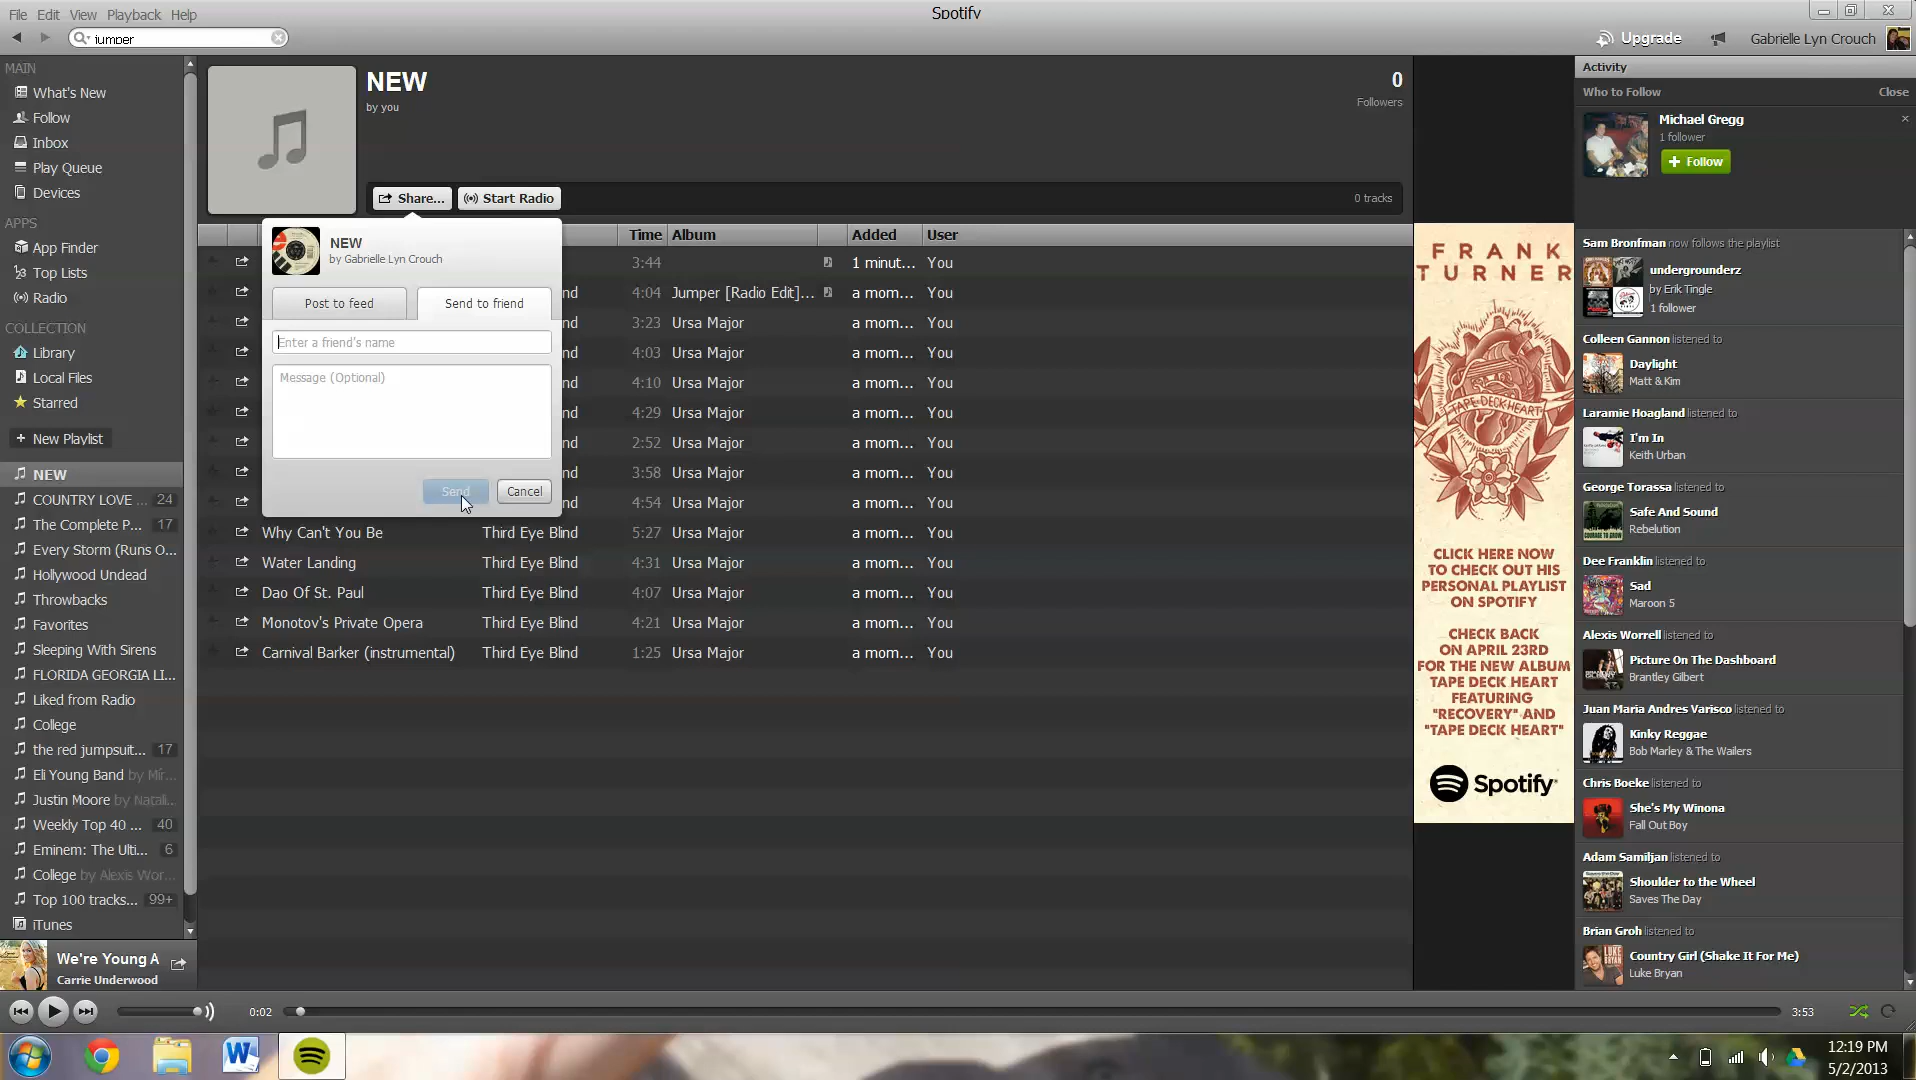 File Edit View Playback Help
Spotify
jumper
Upgrade
Gabrielle Lyn Crouch
MAIN
What's New
Follow
Inbox
Play Queue
Devices
APPS
App Finder
Top Lists
Radio
COLLECTION
Library
Local Files
Starred
+ New Playlist
NEW
COUNTRY LOVE ... 24
The Complete P... 17
Every Storm (Runs O...
Hollywood Undead
Throwbacks
Favorites
Sleeping With Sirens
FLORIDA GEORGIA LI...
Liked from Radio
College
the red jumpsuit... 17
Eli Young Band by Mir...
Justin Moore by Natali...
Weekly Top 40 ... 40
Eminem: The Ulti... 6
College by Alexis Wor...
Top 100 tracks... 99+
iTunes
We're Young A
Carrie Underwood
NEW
by you
0
Followers
Share...
Start Radio
0 tracks
Time Album Added User
NEW
by Gabrielle Lyn Crouch
Post to feed
Send to friend
Enter a friend's name
Message (Optional)
Send
Cancel
3:44 1 minut... You
nd 4:04 Jumper [Radio Edit]... a mom... You
nd 3:23 Ursa Major a mom... You
nd 4:03 Ursa Major a mom... You
nd 4:10 Ursa Major a mom... You
nd 4:29 Ursa Major a mom... You
nd 2:52 Ursa Major a mom... You
nd 3:58 Ursa Major a mom... You
nd 4:54 Ursa Major a mom... You
Why Can't You Be Third Eye Blind 5:27 Ursa Major a mom... You
Water Landing Third Eye Blind 4:31 Ursa Major a mom... You
Dao Of St. Paul Third Eye Blind 4:07 Ursa Major a mom... You
Monotov's Private Opera Third Eye Blind 4:21 Ursa Major a mom... You
Carnival Barker (instrumental) Third Eye Blind 1:25 Ursa Major a mom... You
FRANK
TURNER
TAPE DECK HEART
CLICK HERE NOW
TO CHECK OUT HIS
PERSONAL PLAYLIST
ON SPOTIFY
CHECK BACK
ON APRIL 23RD
FOR THE NEW ALBUM
TAPE DECK HEART
FEATURING
"RECOVERY" AND
"TAPE DECK HEART"
Spotify
Activity
Who to Follow
Close
Michael Gregg
1 follower
+ Follow
Sam Bronfman now follows the playlist
undergrounderz
by Erik Tingle
1 follower
Colleen Gannon listened to
Daylight
Matt & Kim
Laramie Hoagland listened to
I'm In
Keith Urban
George Torassa listened to
Safe And Sound
Rebelution
Dee Franklin listened to
Sad
Maroon 5
Alexis Worrell listened to
Picture On The Dashboard
Brantley Gilbert
Juan Maria Andres Varisco listened to
Kinky Reggae
Bob Marley & The Wailers
Chris Boeke listened to
She's My Winona
Fall Out Boy
Adam Samiljan listened to
Shoulder to the Wheel
Saves The Day
Brian Groh listened to
Country Girl (Shake It For Me)
Luke Bryan
0:02
3:53
12:19 PM
5/2/2013